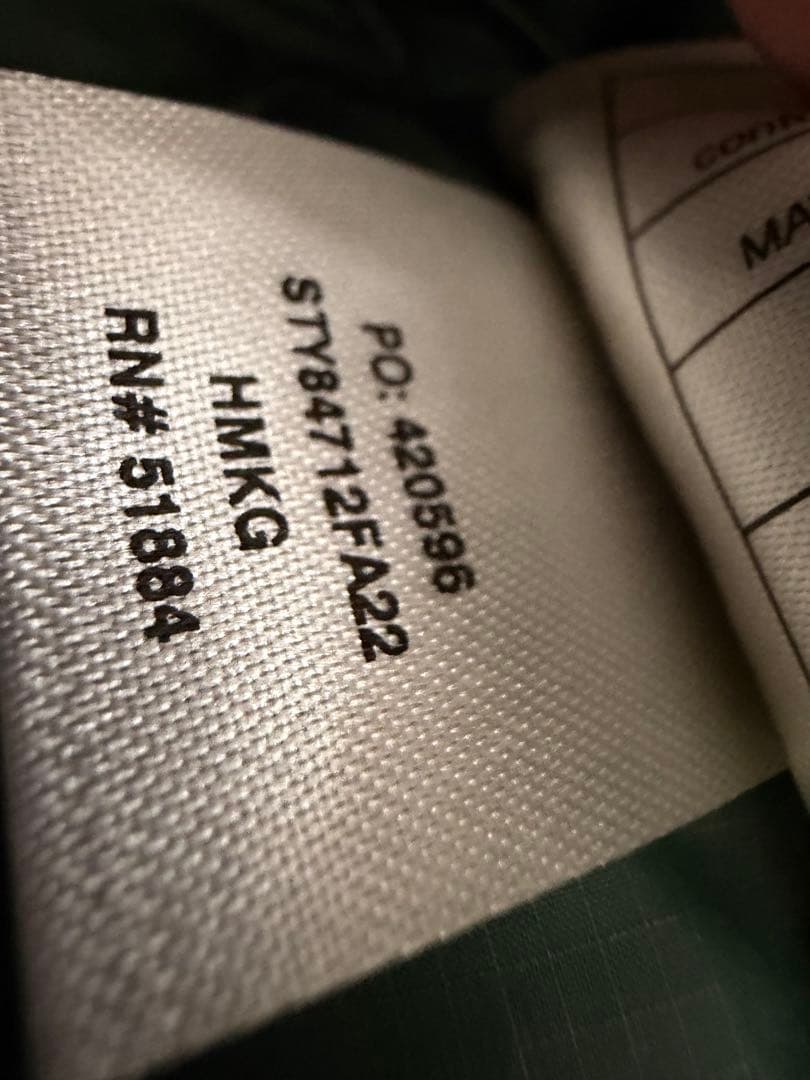 PO: 420596
STY84712FA22
HMKG
RN# 51884
MA